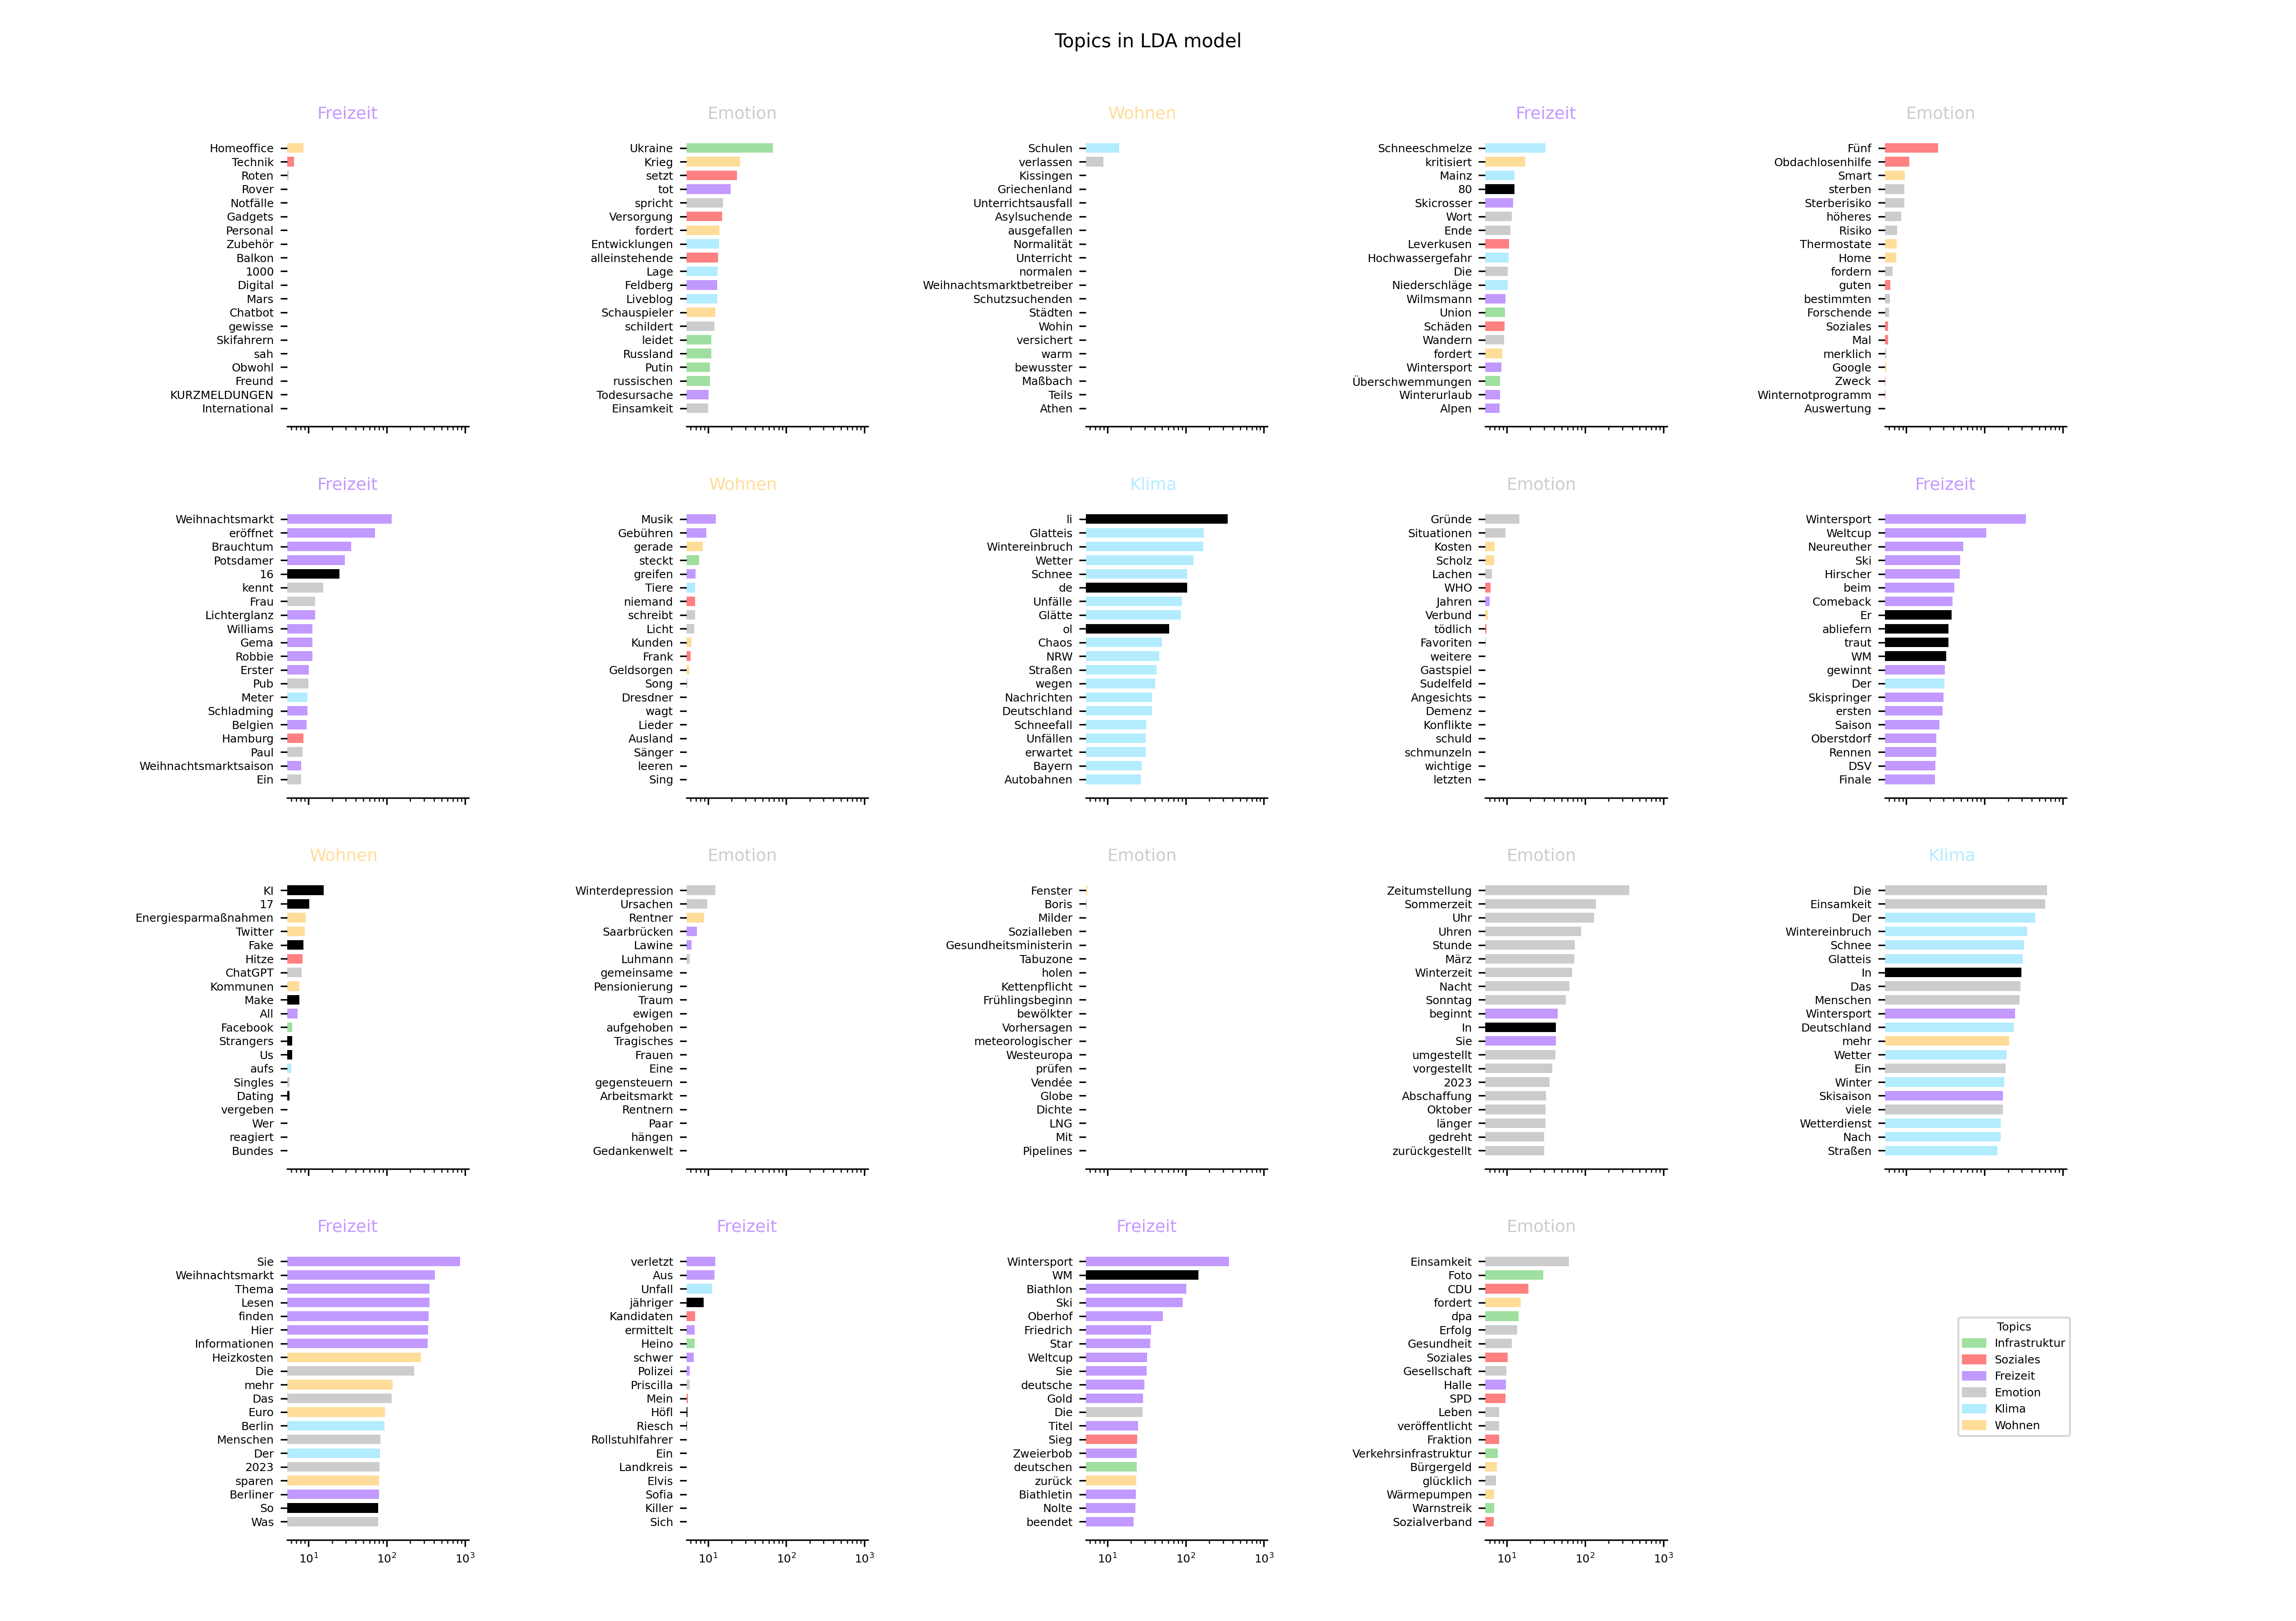 Topics in LDA model
Freizeit
Homeoffice
Technik
Roten
Rover
Notfälle
Gadgets
Personal
Zubehör
Balkon
1000
Digital
Mars
Chatbot
gewisse
Skifahrern
sah
Obwohl
Freund
KURZMELDUNGEN
International
Emotion
Ukraine
Krieg
setzt
tot
spricht
Versorgung
fordert
Entwicklungen
alleinstehende
Lage
Feldberg
Liveblog
Schauspieler
schildert
leidet
Russland
Putin
russischen
Todesursache
Einsamkeit
Wohnen
Schulen
verlassen
Kissingen
Griechenland
Unterrichtsausfall
Asylsuchende
ausgefallen
Normalität
Unterricht
normalen
Weihnachtsmarktbetreiber
Schutzsuchenden
Städten
Wohin
versichert
warm
bewusster
Maßbach
Teils
Athen
Freizeit
Schneeschmelze
kritisiert
Mainz
80
Skicrosser
Wort
Ende
Leverkusen
Hochwassergefahr
Die
Niederschläge
Wilmsmann
Union
Schäden
Wandern
fordert
Wintersport
Überschwemmungen
Winterurlaub
Alpen
Emotion
Fünf
Obdachlosenhilfe
Smart
sterben
Sterberisiko
höheres
Risiko
Thermostate
Home
fordern
guten
bestimmten
Forschende
Soziales
Mal
merklich
Google
Zweck
Winternotprogramm
Auswertung
Freizeit
Weihnachtsmarkt
eröffnet
Brauchtum
Potsdamer
16
kennt
Frau
Lichterglanz
Williams
Gema
Robbie
Erster
Pub
Meter
Schladming
Belgien
Hamburg
Paul
Weihnachtsmarktsaison
Ein
Wohnen
Musik
Gebühren
gerade
steckt
greifen
Tiere
niemand
schreibt
Licht
Kunden
Frank
Geldsorgen
Song
Dresdner
wagt
Lieder
Ausland
Sänger
leeren
Sing
Klima
li
Glatteis
Wintereinbruch
Wetter
Schnee
de
Unfälle
Glätte
ol
Chaos
NRW
Straßen
wegen
Nachrichten
Deutschland
Schneefall
Unfällen
erwartet
Bayern
Autobahnen
Emotion
Gründe
Situationen
Kosten
Scholz
Lachen
WHO
Jahren
Verbund
tödlich
Favoriten
weitere
Gastspiel
Sudelfeld
Angesichts
Demenz
Konflikte
schuld
schmunzeln
wichtige
letzten
Freizeit
Wintersport
Weltcup
Neureuther
Ski
Hirscher
beim
Comeback
Er
abliefern
traut
WM
gewinnt
Der
Skispringer
ersten
Saison
Oberstdorf
Rennen
DSV
Finale
Wohnen
KI
17
Energiesparmaßnahmen
Twitter
Fake
Hitze
ChatGPT
Kommunen
Make
All
Facebook
Strangers
Us
aufs
Singles
Dating
vergeben
Wer
reagiert
Bundes
Emotion
Winterdepression
Ursachen
Rentner
Saarbrücken
Lawine
Luhmann
gemeinsame
Pensionierung
Traum
ewigen
aufgehoben
Tragisches
Frauen
Eine
gegensteuern
Arbeitsmarkt
Rentnern
Paar
hängen
Gedankenwelt
Emotion
Fenster
Boris
Milder
Sozialleben
Gesundheitsministerin
Tabuzone
holen
Kettenpflicht
Frühlingsbeginn
bewölkter
Vorhersagen
meteorologischer
Westeuropa
prüfen
Vendée
Globe
Dichte
LNG
Mit
Pipelines
Emotion
Zeitumstellung
Sommerzeit
Uhr
Uhren
Stunde
März
Winterzeit
Nacht
Sonntag
beginnt
In
Sie
umgestellt
vorgestellt
2023
Abschaffung
Oktober
länger
gedreht
zurückgestellt
Klima
Die
Einsamkeit
Der
Wintereinbruch
Schnee
Glatteis
In
Das
Menschen
Wintersport
Deutschland
mehr
Wetter
Ein
Winter
Skisaison
viele
Wetterdienst
Nach
Straßen
Freizeit
Sie
Weihnachtsmarkt
Thema
Lesen
finden
Hier
Informationen
Heizkosten
Die
mehr
Das
Euro
Berlin
Menschen
Der
2023
sparen
Berliner
So
Was
10¹ 10² 10³
Freizeit
verletzt
Aus
Unfall
jähriger
Kandidaten
ermittelt
Heino
schwer
Polizei
Priscilla
Mein
Höfl
Riesch
Rollstuhlfahrer
Ein
Landkreis
Elvis
Sofia
Killer
Sich
10¹ 10² 10³
Freizeit
Wintersport
WM
Biathlon
Ski
Oberhof
Friedrich
Star
Weltcup
Sie
deutsche
Gold
Die
Titel
Sieg
Zweierbob
deutschen
zurück
Biathletin
Nolte
beendet
10¹ 10² 10³
Emotion
Einsamkeit
Foto
CDU
fordert
dpa
Erfolg
Gesundheit
Soziales
Gesellschaft
Halle
SPD
Leben
veröffentlicht
Fraktion
Verkehrsinfrastruktur
Bürgergeld
glücklich
Wärmepumpen
Warnstreik
Sozialverband
10¹ 10² 10³
Topics
Infrastruktur
Soziales
Freizeit
Emotion
Klima
Wohnen